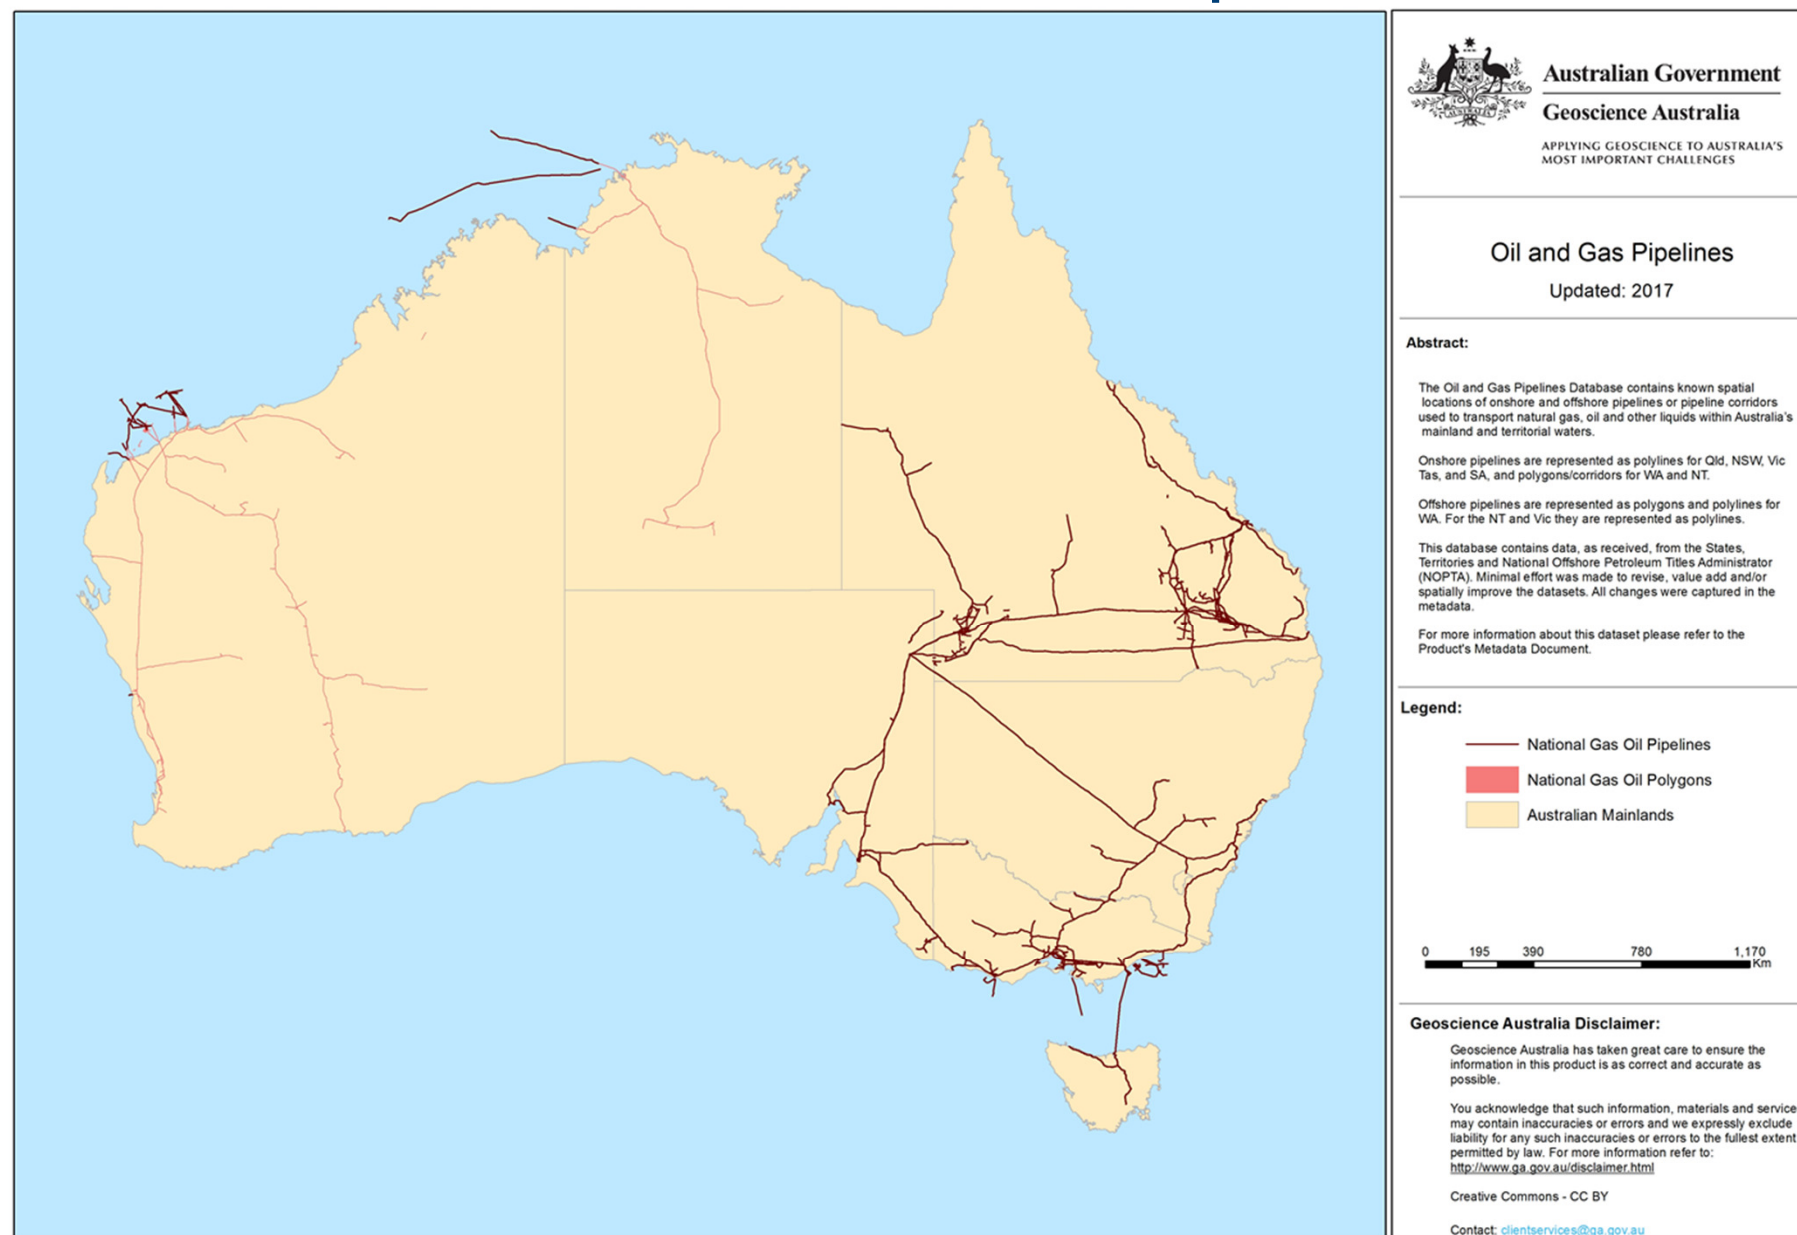 Australian Government
Geoscience Australia
APPLYING GEOSCIENCE TO AUSTRALIA'S
MOST IMPORTANT CHALLENGES
Oil and Gas Pipelines
Updated: 2017
Abstract:
The Oil and Gas Pipelines Database contains known spatial
locations of onshore and offshore pipelines or pipeline corridors
used to transport natural gas, oil and other liquids within Australia's
mainland and territorial waters.
Onshore pipelines are represented as polylines for Qld, NSW, Vic
Tas, and SA, and polygons/corridors for WA and NT.
Offshore pipelines are represented as polygons and polylines for
WA. For the NT and Vic they are represented as polylines.
This database contains data, as received, from the States,
Territories and National Offshore Petroleum Titles Administrator
(NOPTA). Minimal effort was made to revise, value add and/or
spatially improve the datasets. All changes were captured in the
metadata.
For more information about this dataset please refer to the
Product's Metadata Document.
Legend:
National Gas Oil Pipelines
National Gas Oil Polygons
Australian Mainlands
0 195 390 780 1,170
Km
Geoscience Australia Disclaimer:
Geoscience Australia has taken great care to ensure the
information in this product is as correct and accurate as
possible.
You acknowledge that such information, materials and service
may contain inaccuracies or errors and we expressly exclude
liability for any such inaccuracies or errors to the fullest extent
permitted by law. For more information refer to:
http://www.ga.gov.au/disclaimer.html
Creative Commons - CC BY
Contact: clientservices@ga.gov.au